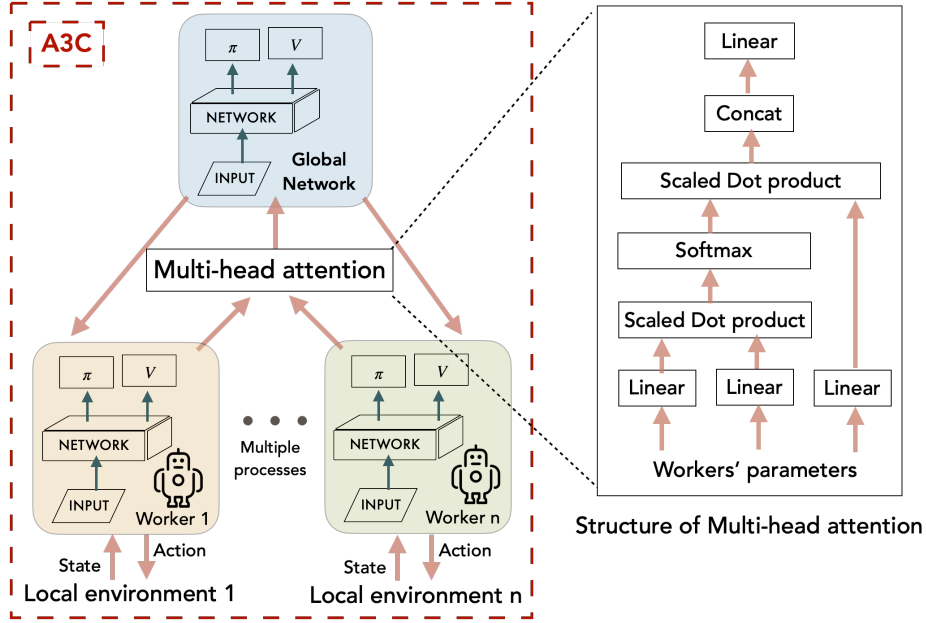 A3C
π
V
NETWORK
INPUT
Global
Network
Multi-head attention
π
V
NETWORK
INPUT
Worker 1
Multiple
processes
π
V
NETWORK
INPUT
Worker n
State
Action
Local environment 1
State
Action
Local environment n
Linear
Concat
Scaled Dot product
Softmax
Scaled Dot product
Linear
Linear
Linear
Workers’ parameters
Structure of Multi-head attention